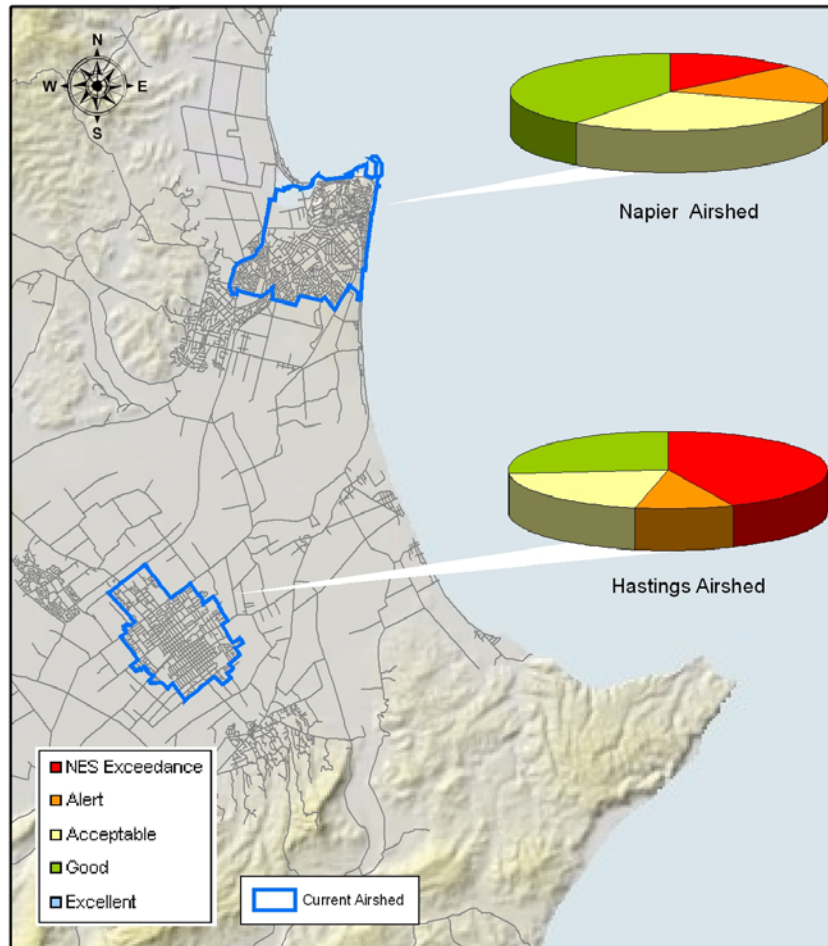 N
W E
S
Napier Airshed
Hastings Airshed
NES Exceedance
Alert
Acceptable
Good
Excellent
Current Airshed